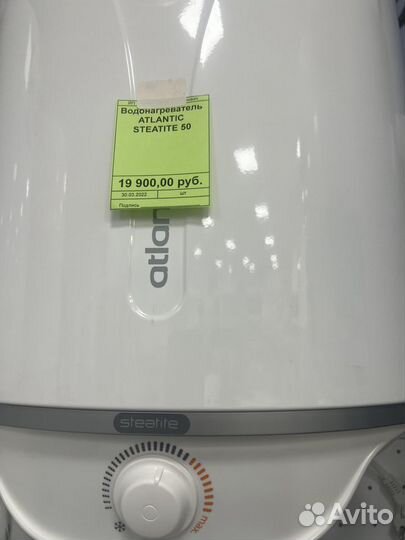 Водонагреватель
ATLANTIC
STEATITE 50
19 900,00 руб.
30.03.2022 шт
Подпись
atlan
steatite
max.
Avito